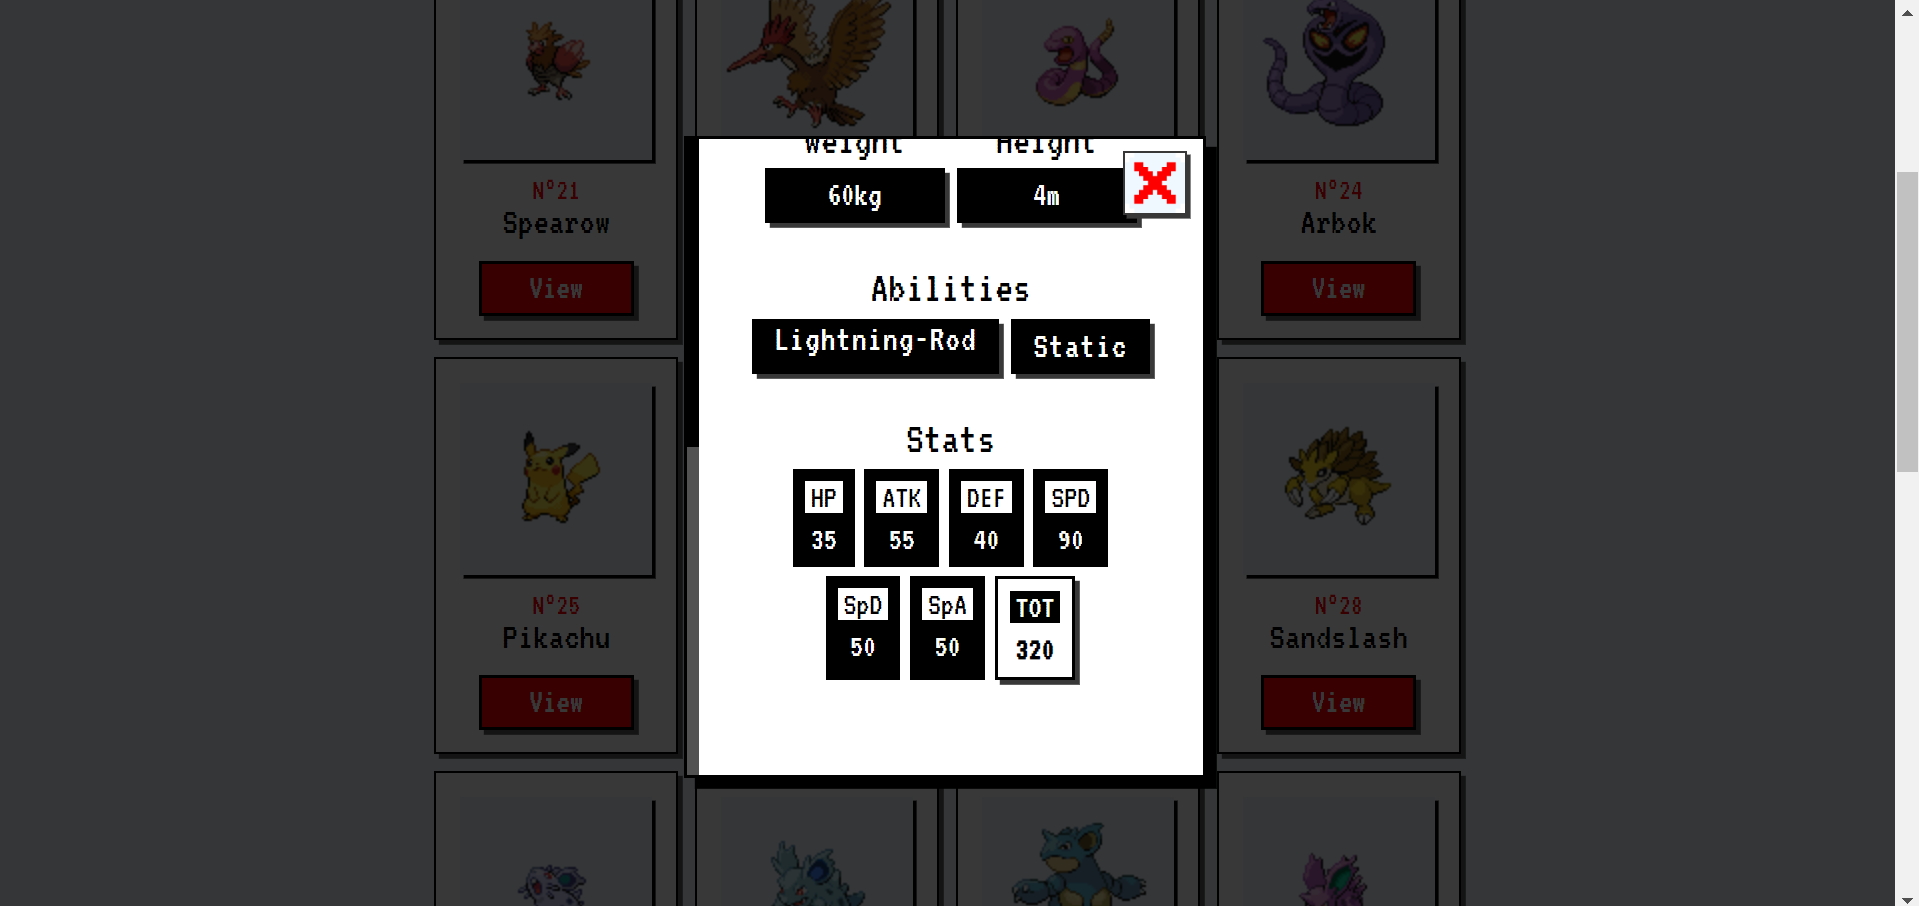 Weight Height
60kg 4m
N°21
Spearow
View
N°24
Arbok
View
Abilities
Lightning-Rod Static
Stats
HP ATK DEF SPD
35 55 40 90
SpD SpA TOT
50 50 320
N°25
Pikachu
View
N°28
Sandslash
View